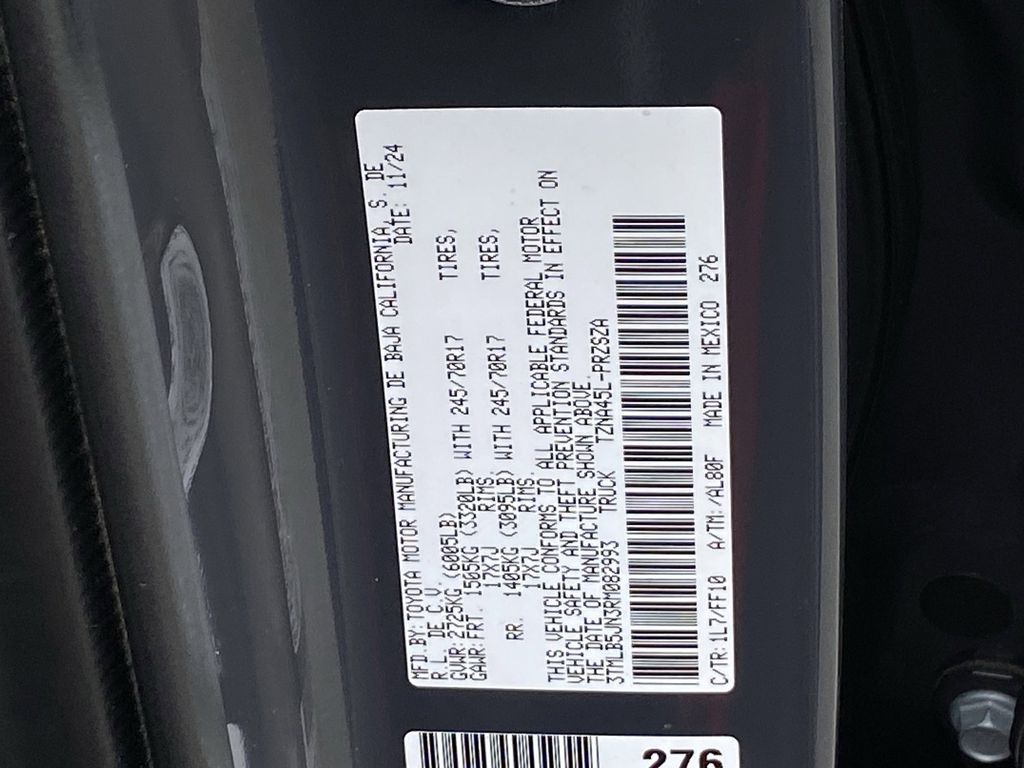 MFD.BY:TOYOTA MOTOR MANUFACTURING DE BAJA CALIFORNIA, S. DE
R.L. DE C.V. DATE: 11/24
GVWR:2725KG (6005LB)
GAWR:FRT. 1505KG (3320LB) WITH 245/70R17 TIRES,
17X7J RIMS.
RR. 1405KG (3095LB) WITH 245/70R17 TIRES,
17X7J RIMS.
THIS VEHICLE CONFORMS TO ALL APPLICABLE FEDERAL MOTOR
VEHICLE SAFETY AND THEFT PREVENTION STANDARDS IN EFFECT ON
THE DATE OF MANUFACTURE SHOWN ABOVE.
3TMLB5JN3RM082993 TRUCK TZNA45L-PRZSZA
C/TR:1L7/FF10 A/TM:/AL80F MADE IN MEXICO 276
276